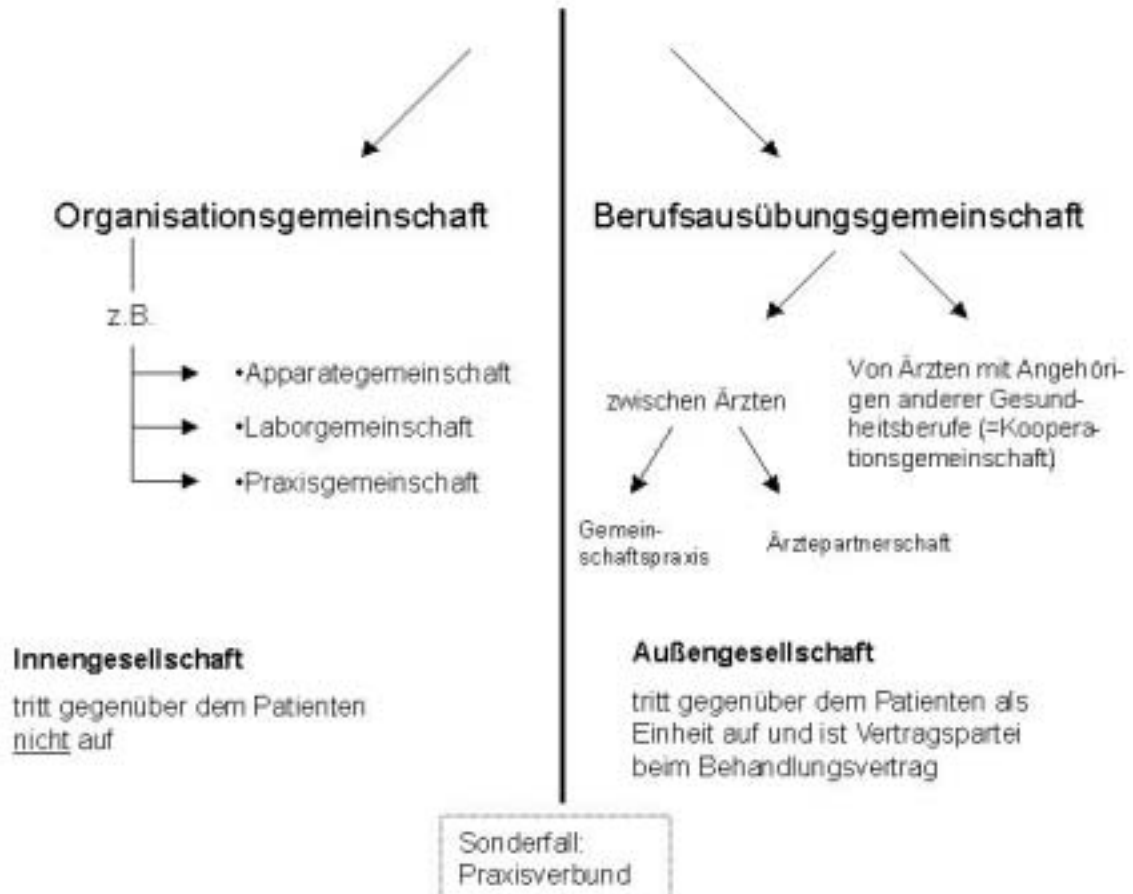 Organisationsgemeinschaft
z.B.
•Apparategemeinschaft
•Laborgemeinschaft
•Praxisgemeinschaft
Innengesellschaft
tritt gegenüber dem Patienten
nicht auf
Berufsausübungsgemeinschaft
zwischen Ärzten
Von Ärzten mit Angehöri-
gen anderer Gesund-
heitsberufe (=Koopera-
tionsgemeinschaft)
Gemein-
schaftspraxis
Ärztepartnerschaft
Außengesellschaft
tritt gegenüber dem Patienten als
Einheit auf und ist Vertragspartei
beim Behandlungsvertrag
Sonderfall:
Praxisverbund